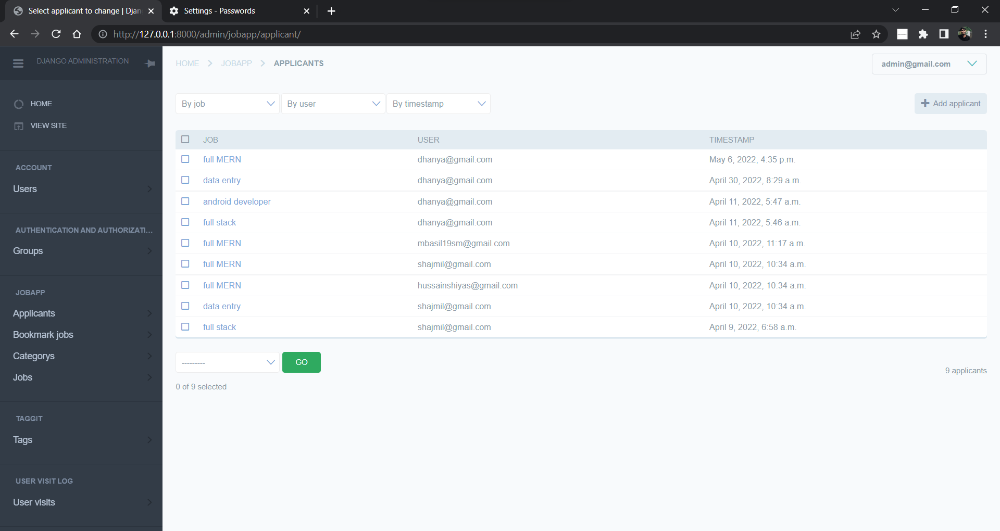 Select applicant to change | Djan
Settings - Passwords
http://127.0.0.1:8000/admin/jobapp/applicant/
DJANGO ADMINISTRATION
HOME
VIEW SITE
ACCOUNT
Users
AUTHENTICATION AND AUTHORIZATI...
Groups
JOBAPP
Applicants
Bookmark jobs
Categorys
Jobs
TAGGIT
Tags
USER VISIT LOG
User visits
HOME JOBAPP APPLICANTS
admin@gmail.com
By job By user By timestamp
Add applicant
JOB USER TIMESTAMP
full MERN dhanya@gmail.com May 6, 2022, 4:35 p.m.
data entry dhanya@gmail.com April 30, 2022, 8:29 a.m.
android developer dhanya@gmail.com April 11, 2022, 5:47 a.m.
full stack dhanya@gmail.com April 11, 2022, 5:46 a.m.
full MERN mbasil19sm@gmail.com April 10, 2022, 11:17 a.m.
full MERN shajmil@gmail.com April 10, 2022, 10:34 a.m.
full MERN hussainshiyas@gmail.com April 10, 2022, 10:34 a.m.
data entry shajmil@gmail.com April 10, 2022, 10:34 a.m.
full stack shajmil@gmail.com April 9, 2022, 6:58 a.m.
--------- GO
9 applicants
0 of 9 selected